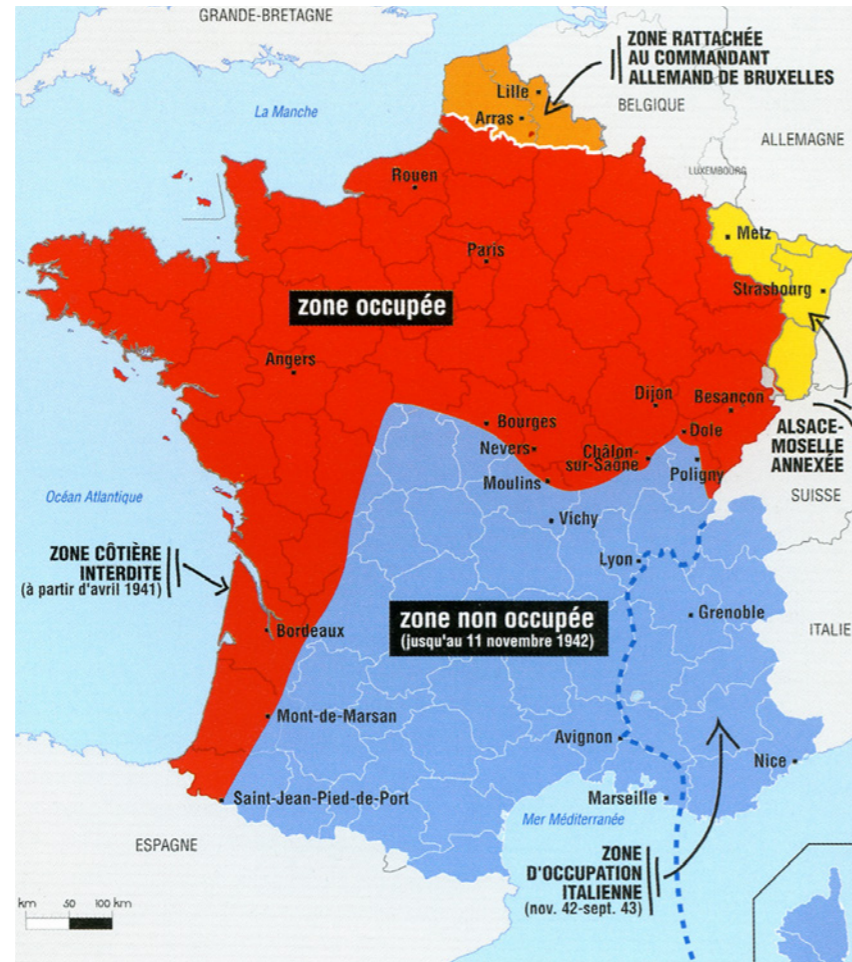 GRANDE-BRETAGNE
ZONE RATTACHÉE
AU COMMANDANT
ALLEMAND DE BRUXELLES
Lille
La Manche
BELGIQUE
Arras
ALLEMAGNE
LUXEMBOURG
Rouen
Metz
Paris
Strasbourg
zone occupée
Angers
Dijon
Besançon
Bourges
Dole
ALSACE-
MOSELLE
ANNEXÉE
Nevers
Châlon-
sur-Saône
Poligny
Moulins
SUISSE
Océan Atlantique
Vichy
ZONE CÔTIÈRE
INTERDITE
(à partir d'avril 1941)
Lyon
zone non occupée
(jusqu'au 11 novembre 1942)
Grenoble
ITALIE
Bordeaux
Mont-de-Marsan
Avignon
Nice
Saint-Jean-Pied-de-Port
Marseille
Mer Méditerranée
ESPAGNE
ZONE
D'OCCUPATION
ITALIENNE
(nov. 42-sept. 43)
km 50 100 km